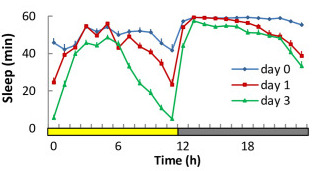 60
40
20
0
Sleep (min)
day 0
day 1
day 3
0 6 12 18
Time (h)